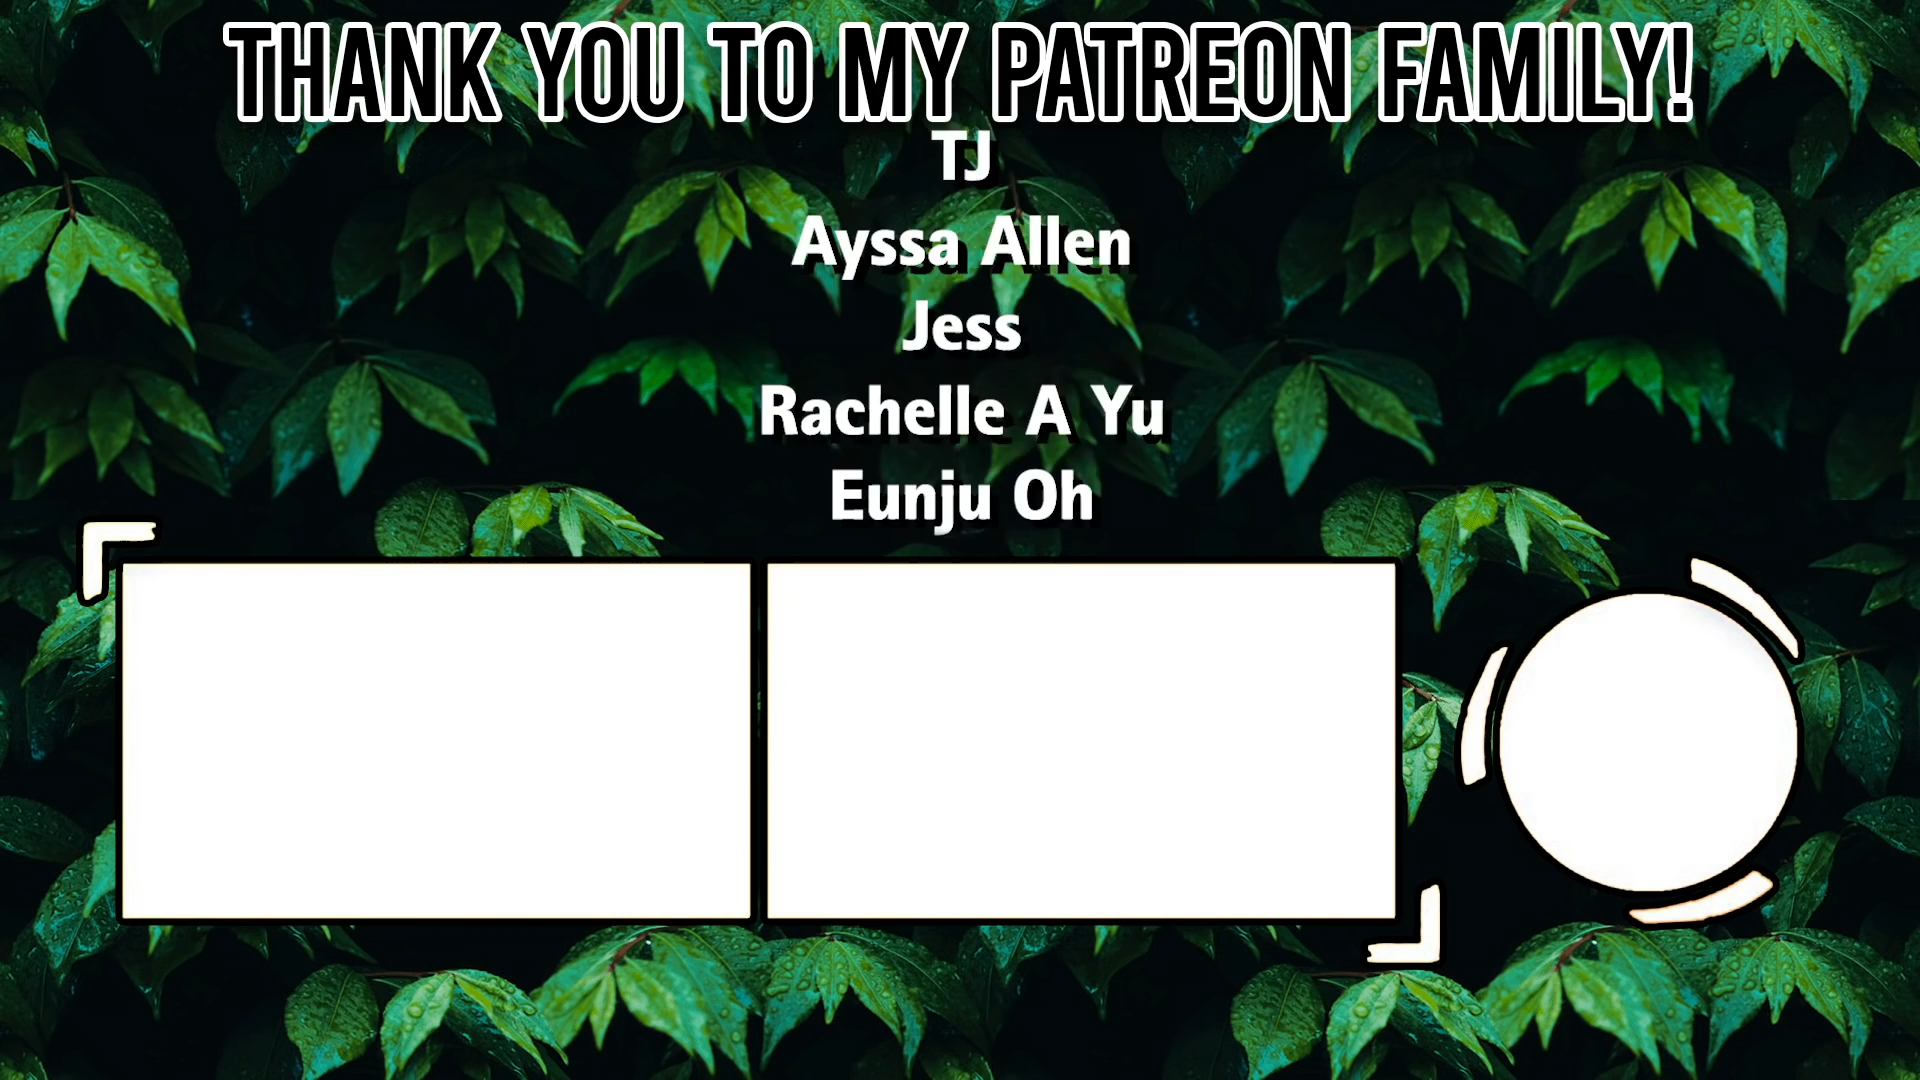 THANK YOU TO MY PATREON FAMILY!
TJ
Ayssa Allen
Jess
Rachelle A Yu
Eunju Oh